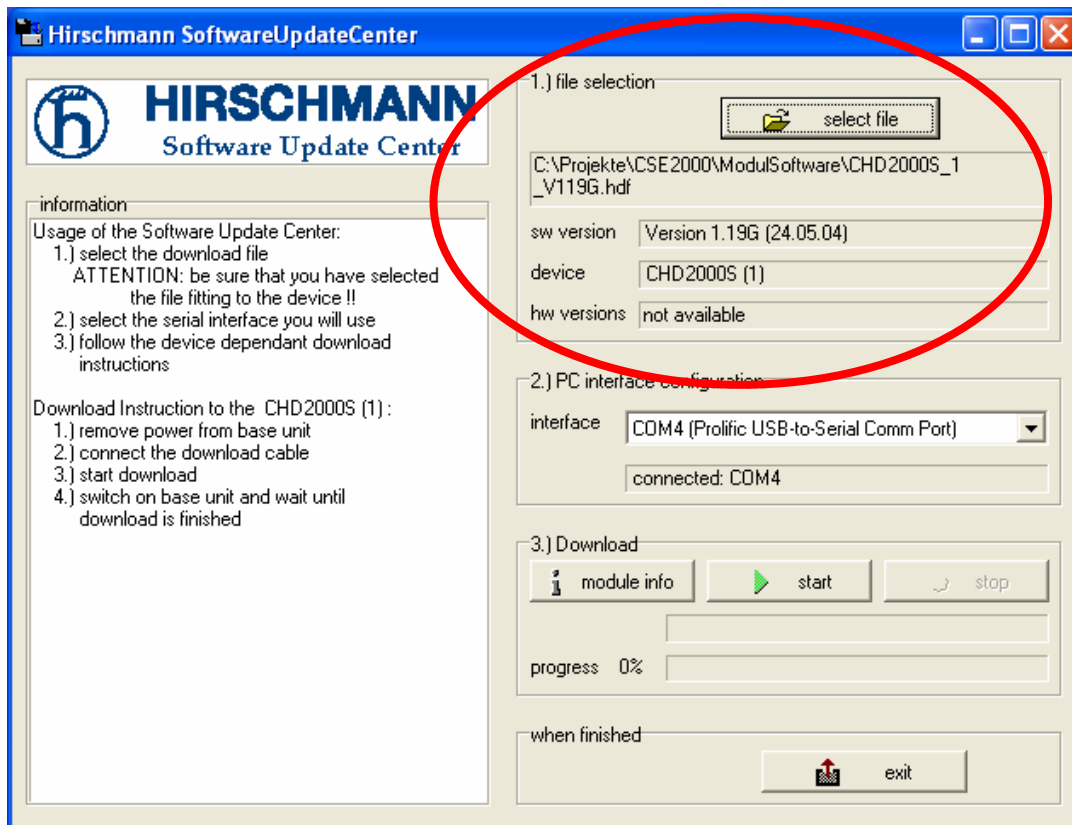 Hirschmann SoftwareUpdateCenter
HIRSCHMANN
Software Update Center
information
Usage of the Software Update Center:
1.) select the download file
ATTENTION: be sure that you have selected
the file fitting to the device !!
2.) select the serial interface you will use
3.) follow the device dependant download
instructions
Download Instruction to the CHD2000S (1) :
1.) remove power from base unit
2.) connect the download cable
3.) start download
4.) switch on base unit and wait until
download is finished
1.) file selection
select file
C:\Projekte\CSE2000\ModulSoftware\CHD2000S_1
_V119G.hdf
sw version Version 1.19G (24.05.04)
device CHD2000S (1)
hw versions not available
2.) PC interface configuration
interface COM4 (Prolific USB-to-Serial Comm Port)
connected: COM4
3.) Download
module info start stop
progress 0%
when finished
exit